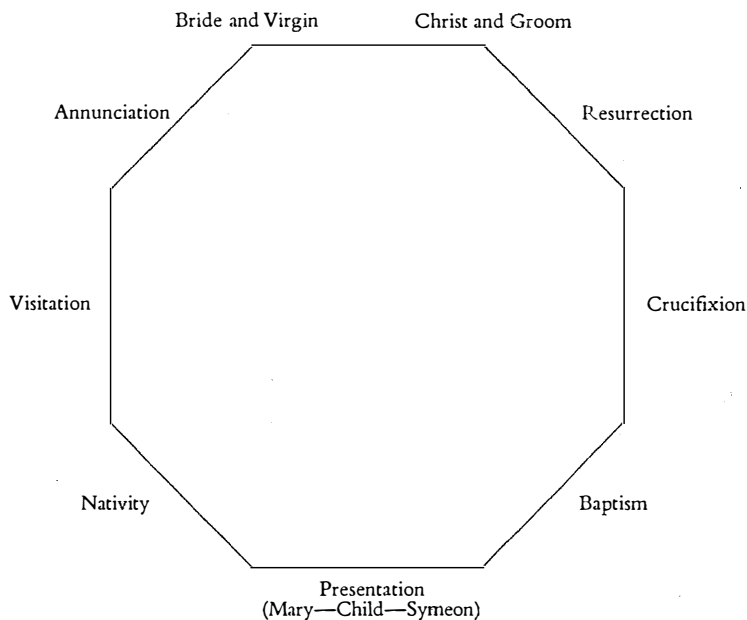 Bride and Virgin
Christ and Groom
Annunciation
Resurrection
Visitation
Crucifixion
Nativity
Baptism
Presentation
(Mary—Child—Symeon)